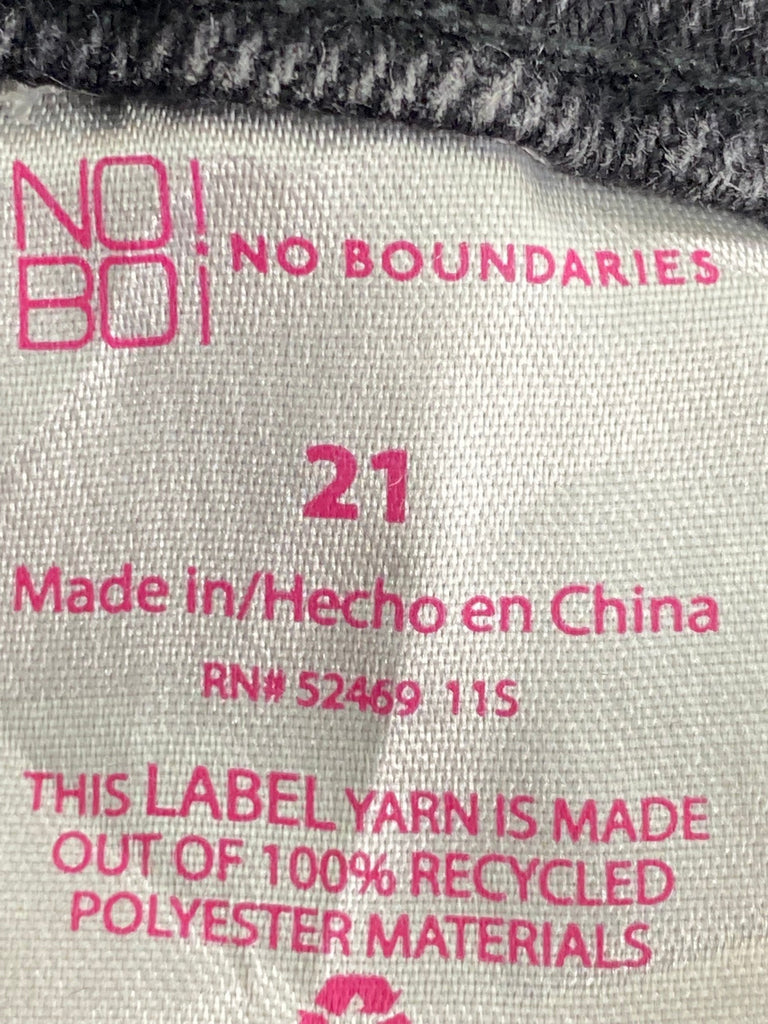 NO!
BO¡
NO BOUNDARIES
21
Made in/Hecho en China
RN# 52469 11S
THIS LABEL YARN IS MADE
OUT OF 100% RECYCLED
POLYESTER MATERIALS